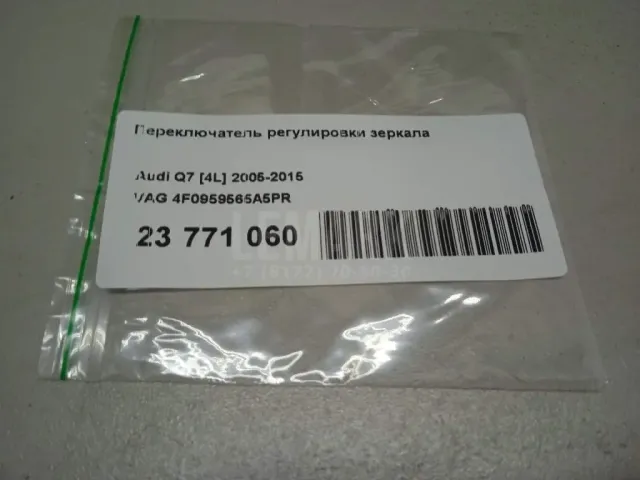 Переключатель регулировки зеркала
Audi Q7 [4L] 2005-2015
VAG 4F0959565A5PR
23 771 060